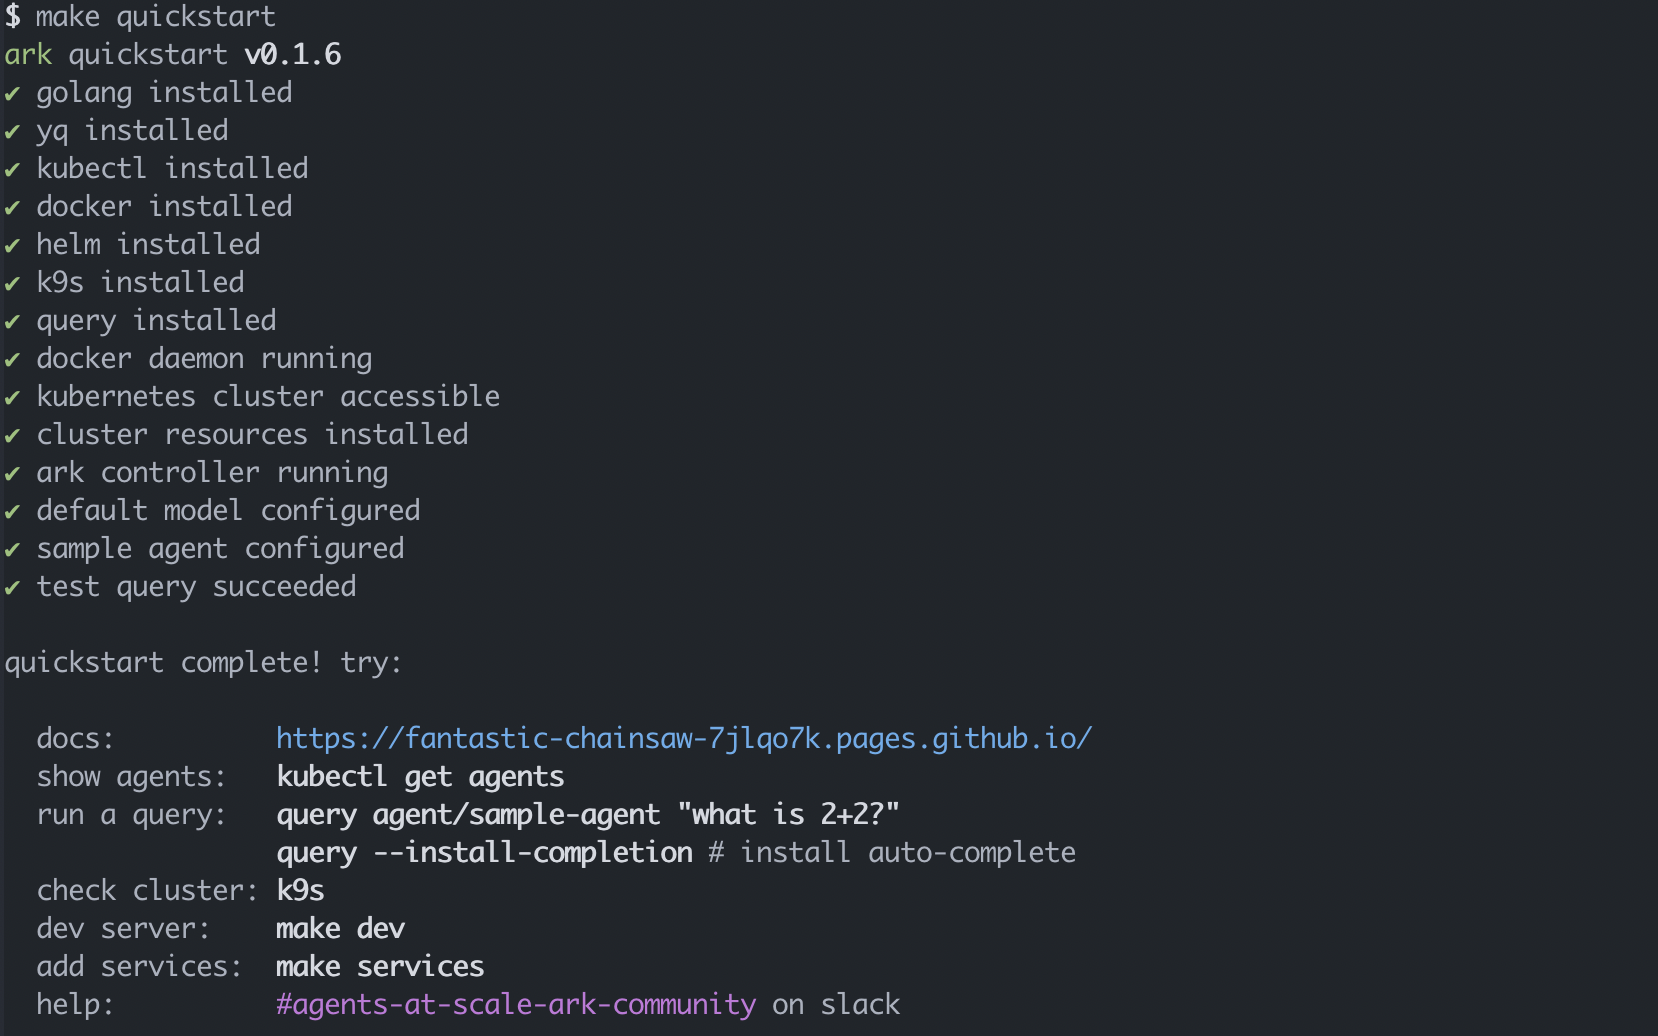 $ make quickstart
ark quickstart v0.1.6
✔ golang installed
✔ yq installed
✔ kubectl installed
✔ docker installed
✔ helm installed
✔ k9s installed
✔ query installed
✔ docker daemon running
✔ kubernetes cluster accessible
✔ cluster resources installed
✔ ark controller running
✔ default model configured
✔ sample agent configured
✔ test query succeeded
quickstart complete! try:
docs: https://fantastic-chainsaw-7jlqo7k.pages.github.io/
show agents: kubectl get agents
run a query: query agent/sample-agent "what is 2+2?"
query --install-completion # install auto-complete
check cluster: k9s
dev server: make dev
add services: make services
help: #agents-at-scale-ark-community on slack